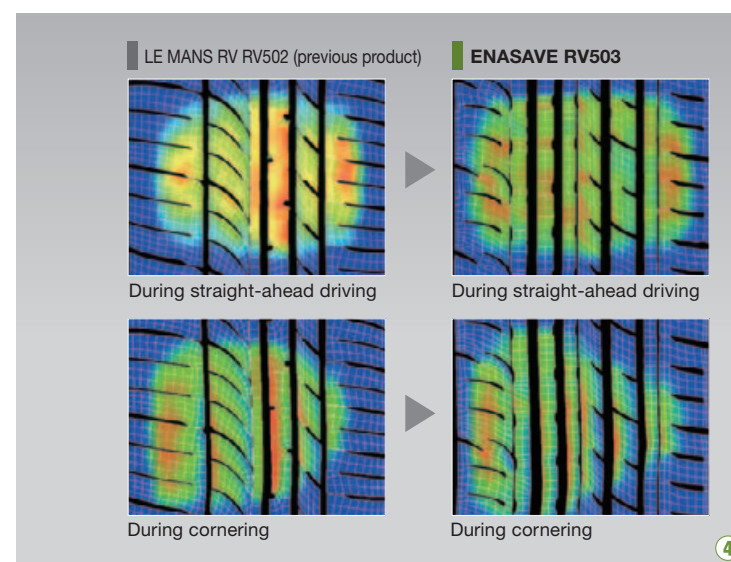 LE MANS RV RV502 (previous product)
ENASAVE RV503
During straight-ahead driving
During straight-ahead driving
During cornering
During cornering
4